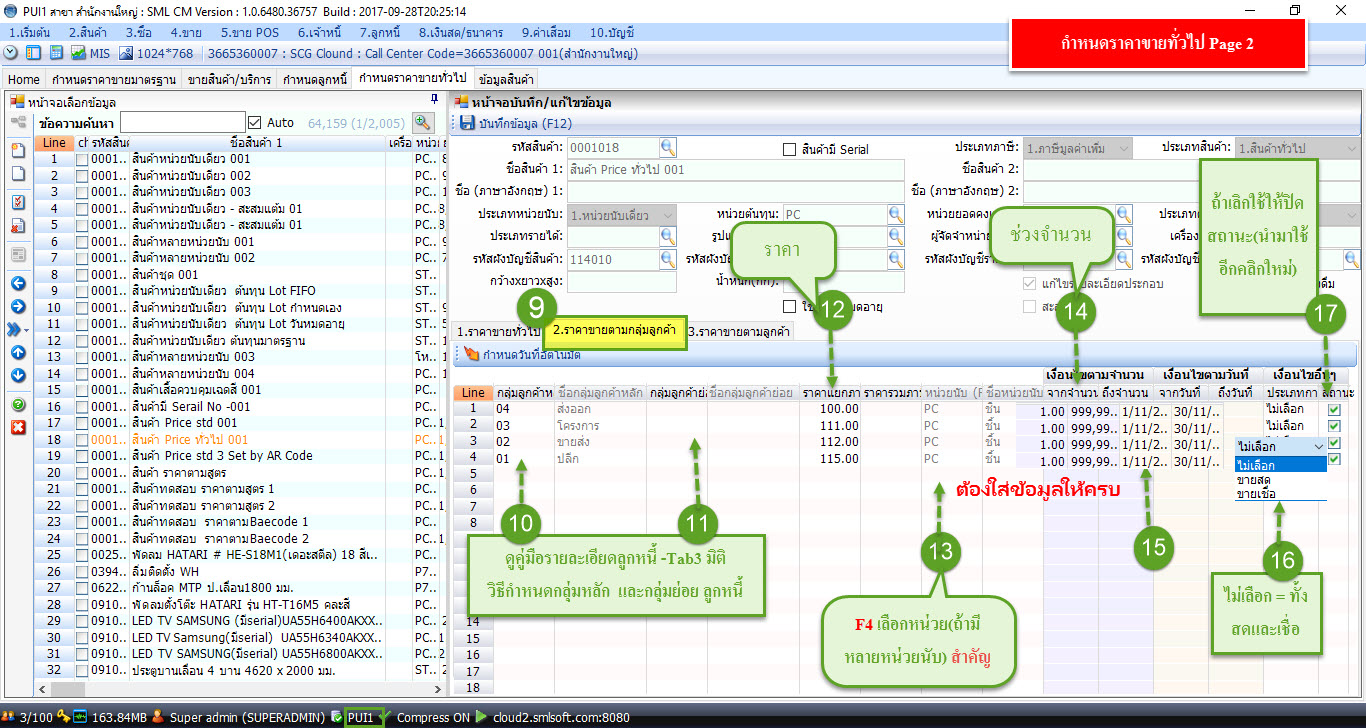 PUI1 สาขา สำนักงานใหญ่ : SML CM Version : 1.0.6480.36757 Build : 2017-09-28T20:25:14
1.เริ่มต้น 2.สินค้า 3.ซื้อ 4.ขาย 5.ขาย POS 6.เจ้าหนี้ 7.ลูกหนี้ 8.เงินสด/ธนาคาร 9.ค่าเสื่อม 10.บัญชี
กำหนดราคาขายทั่วไป Page 2
MIS 1024*768 3665360007 : SCG Clound : Call Center Code=3665360007 001(สำนักงานใหญ่)
Home กำหนดราคาขายมาตรฐาน ขายสินค้า/บริการ กำหนดลูกหนี้ กำหนดราคาขายทั่วไป ข้อมูลสินค้า
หน้าจอเลือกข้อมูล
ข้อความค้นหา Auto 64,159 (1/2,005)
Line ch รหัสสินค ชื่อสินค้า 1 เครื่อ หน่วย
1 0001.. สินค้าหน่วยนับเดียว 001 PC..
2 0001.. สินค้าหน่วยนับเดียว 002 PC..
3 0001.. สินค้าหน่วยนับเดียว 003 PC..
4 0001.. สินค้าหน่วยนับเดียว - สะสมแต้ม 01 PC..
5 0001.. สินค้าหน่วยนับเดียว - สะสมแต้ม 01 PC..
6 0001.. สินค้าหลายหน่วยนับ 001 PC..
7 0001.. สินค้าหลายหน่วยนับ 002 PC..
8 0001.. สินค้าชุด 001 ST..
9 0001.. สินค้าหน่วยนับเดียว ต้นทุน Lot FIFO ST..
10 0001.. สินค้าหน่วยนับเดียว ต้นทุน Lot กำหนดเอง ST..
11 0001.. สินค้าหน่วยนับเดียว ต้นทุน Lot วันหมดอายุ ST..
12 0001.. สินค้าหน่วยนับเดียว ต้นทุนมาตรฐาน ST..
13 0001.. สินค้าหลายหน่วยนับ 003 โห..
14 0001.. สินค้าหลายหน่วยนับ 004 PC..
15 0001.. สินค้าเสื้อควบคุมเฉดสี 001 PC..
16 0001.. สินค้ามี Serail No -001 PC..
17 0001.. สินค้า Price std 001 PC..
18 0001.. สินค้า Price ทั่วไป 001 PC..
19 0001.. สินค้า Price std 3 Set by AR Code PC..
20 0001.. สินค้า ราคาตามสูตร PC..
21 0001.. สินค้าทดสอบ ราคาตามสูตร 1 PC..
22 0001.. สินค้าทดสอบ ราคาตามสูตร 2 PC..
23 0001.. สินค้าทดสอบ ราคาตามBaecode 1 PC..
24 0001.. สินค้าทดสอบ ราคาตามBaecode 2 PC..
25 0025.. พัดลม HATARI # HE-S18M1(เดอะสตีล) 18 สีเ.. PC..
26 0394.. ลิ่มติดตั้ง WH P7..
27 0622.. ก้านล็อค MTP ป.เลื่อน1800 มม. P7..
28 0910.. พัดลมตั้งโต๊ะ HATARI รุ่น HT-T16M5 คละสี PC..
29 0910.. LED TV SAMSUNG (มีserial)UA55H6400AKXX.. PC..
30 0910.. LED TV Samsung(มีserial) UA55H6340AKXX.. PC..
31 0910.. LED TV SAMSUNG(มีserial) UA55H6800AKXX.. PC..
32 0910.. ประตูบานเลื่อน 4 บาน 4620 x 2000 มม. ST..
หน้าจอบันทึก/แก้ไขข้อมูล
บันทึกข้อมูล (F12)
รหัสสินค้า: 0001018 สินค้ามี Serial ประเภทภาษี: 1.ภาษีมูลค่าเพิ่ม ประเภทสินค้า: 1.สินค้าทั่วไป
ชื่อสินค้า 1: สินค้า Price ทั่วไป 001 ชื่อสินค้า 2:
ชื่อ (ภาษาอังกฤษ) 1: ชื่อ (ภาษาอังกฤษ) 2:
ประเภทหน่วยนับ: 1.หน่วยนับเดียว หน่วยต้นทุน: PC หน่วยยอดคง
ประเภทรายได้: รูปแ ผู้จัดจำหน่าย เครื่อง
รหัสผังบัญชีสินค้า: 114010 รหัสผังบั รหัสผังบัญชีรา รหัสผังบัญชี
กว้างxยาวxสูง: น้ำหนัก(กก): แก้ไขรายละเอียดประกอบ
ราคา
ช่วงจำนวน
ถ้าเลิกใช้ให้ปิด
สถานะ(นำมาใช้
อีกคลิกใหม่)
9
12
14
17
1.ราคาขายทั่วไป 2.ราคาขายตามกลุ่มลูกค้า 3.ราคาขายตามลูกค้า
กำหนดวันที่อัตโนมัติ
เงื่อนไขตามจำนวน เงื่อนไขตามวันที่ เงื่อนไขอื่นๆ
Line กลุ่มลูกค้าห ชื่อกลุ่มลูกค้าหลัก กลุ่มลูกค้าย่ ชื่อกลุ่มลูกค้าย่อย ราคาแยกภา ราคารวมภา หน่วยนับ (F ชื่อหน่วยนับ จากจำนว ถึงจำนวน จากวันที่ ถึงวันที่ ประเภทกา สถานะ
1 04 ส่งออก 100.00 PC ชิ้น 1.00 999,99.. 1/11/2.. 30/11/.. ไม่เลือก
2 03 โครงการ 111.00 PC ชิ้น 1.00 999,99.. 1/11/2.. 30/11/.. ไม่เลือก
3 02 ขายส่ง 112.00 PC ชิ้น 1.00 999,99.. 1/11/2.. 30/11/..
4 01 ปลีก 115.00 PC ชิ้น 1.00 999,99.. 1/11/2.. 30/11/.. ไม่เลือก
5
6
7
8
14
15
16
17
18
ไม่เลือก
ขายสด
ขายเชื่อ
ต้องใส่ข้อมูลให้ครบ
10
11
13
15
16
ดูคู่มือรายละเอียดลูกหนี้ -Tab3 มิติ
วิธีกำหนดกลุ่มหลัก และกลุ่มย่อย ลูกหนี้
F4 เลือกหน่วย(ถ้ามี
หลายหน่วยนับ) สำคัญ
ไม่เลือก = ทั้ง
สดและเชื่อ
3/100 163.84MB Super admin (SUPERADMIN) PUI1 Compress ON cloud2.smlsoft.com:8080